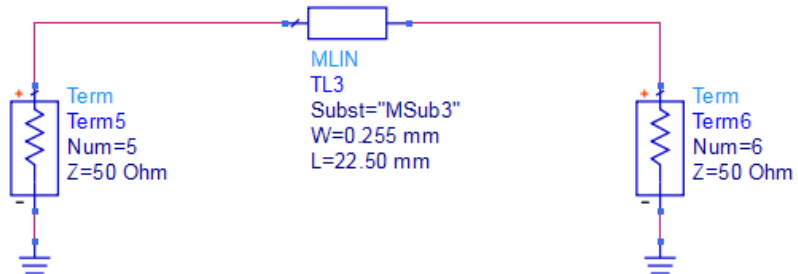 MLIN
TL3
Subst="MSub3"
W=0.255 mm
L=22.50 mm
+
Term
Term5
Num=5
Z=50 Ohm
-
+
Term
Term6
Num=6
Z=50 Ohm
-